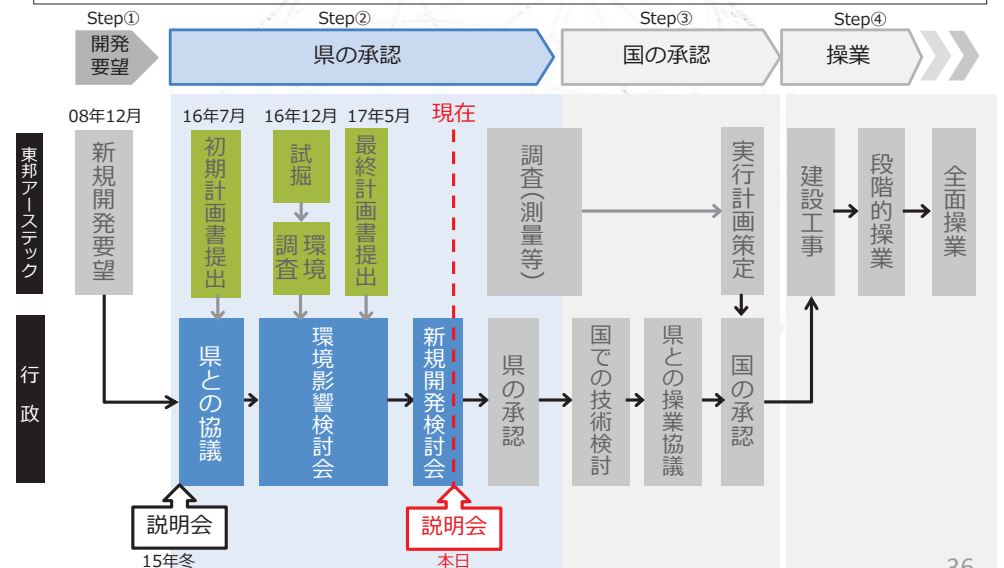 Step①
Step②
Step③
Step④
開発
要望
県の承認
国の承認
操業
08年12月
16年7月
16年12月
17年5月
現在
東邦アーステック
新規開発要望
初期計画書提出
試掘
環境
調査
最終計画書提出
調査(測量等)
実行計画策定
建設工事
段階的操業
全面操業
行政
県との協議
環境影響検討会
新規開発検討会
県の承認
国での技術検討
県との操業協議
国の承認
説明会
15年冬
説明会
本日
36